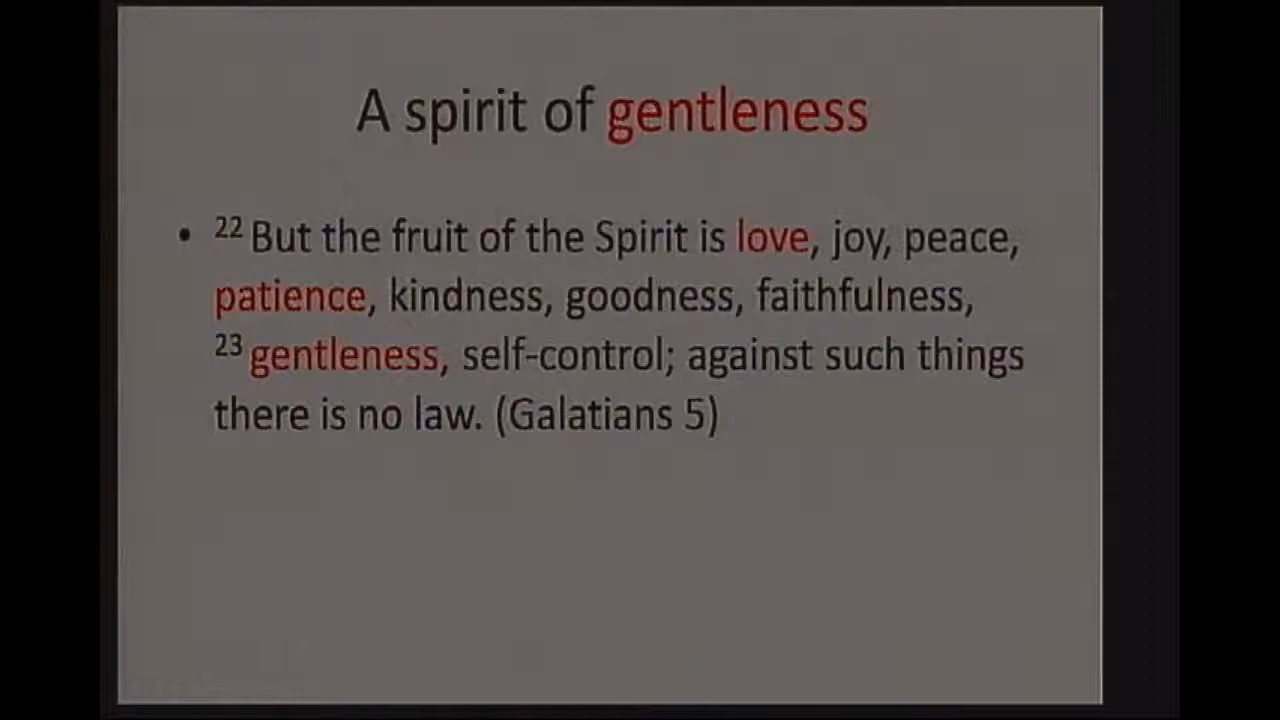 A spirit of gentleness
• 22 But the fruit of the Spirit is love, joy, peace,
patience, kindness, goodness, faithfulness,
23 gentleness, self-control; against such things
there is no law. (Galatians 5)